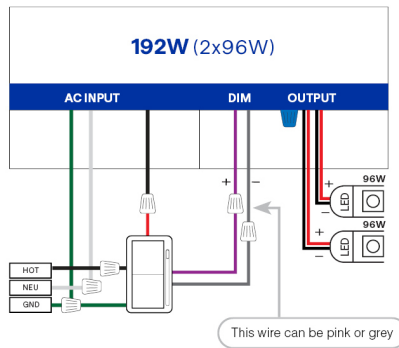 192W (2x96W)
AC INPUT DIM OUTPUT
+ −
96W
+
LED
−
96W
+
LED
−
HOT
NEU
GND
This wire can be pink or grey